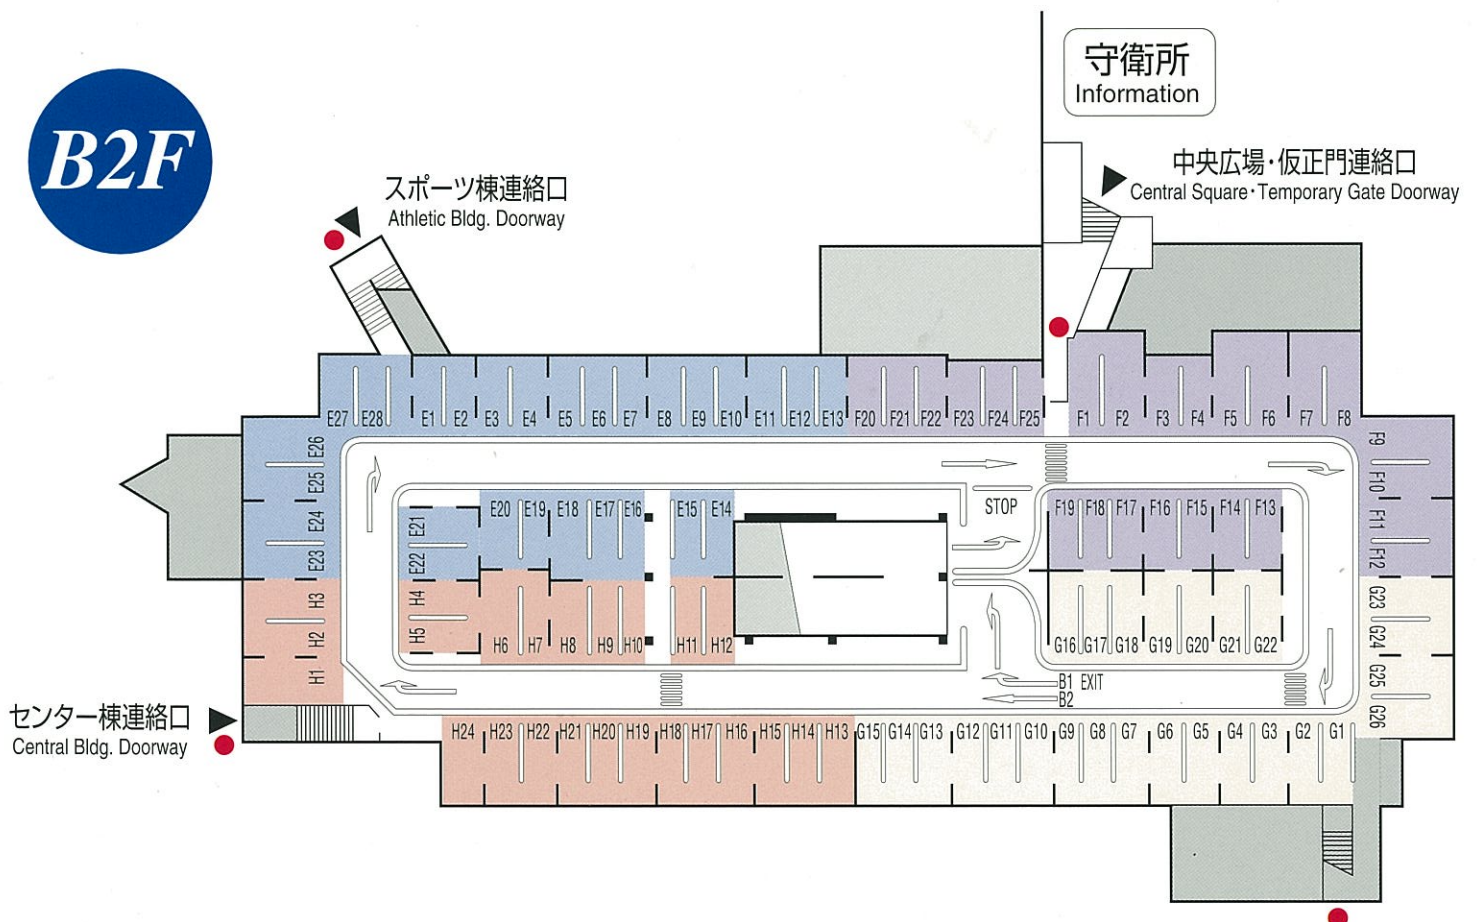 B2F
守衛所
Information
中央広場・仮正門連絡口
Central Square・Temporary Gate Doorway
スポーツ棟連絡口
Athletic Bldg. Doorway
E27 E28 E1 E2 E3 E4 E5 E6 E7 E8 E9 E10 E11 E12 E13 F20 F21 F22 F23 F24 F25 F1 F2 F3 F4 F5 F6 F7 F8
E26
E25
E24
E23
H3
H2
H1
F9
F10
F11
F12
G23
G24
G25
G26
STOP
E21
E22
H4
H5
E20 E19 E18 E17 E16 E15 E14 F19 F18 F17 F16 F15 F14 F13
H6 H7 H8 H9 H10 H11 H12 G16 G17 G18 G19 G20 G21 G22
B1 EXIT
B2
センター棟連絡口
Central Bldg. Doorway
H24 H23 H22 H21 H20 H19 H18 H17 H16 H15 H14 H13 G15 G14 G13 G12 G11 G10 G9 G8 G7 G6 G5 G4 G3 G2 G1